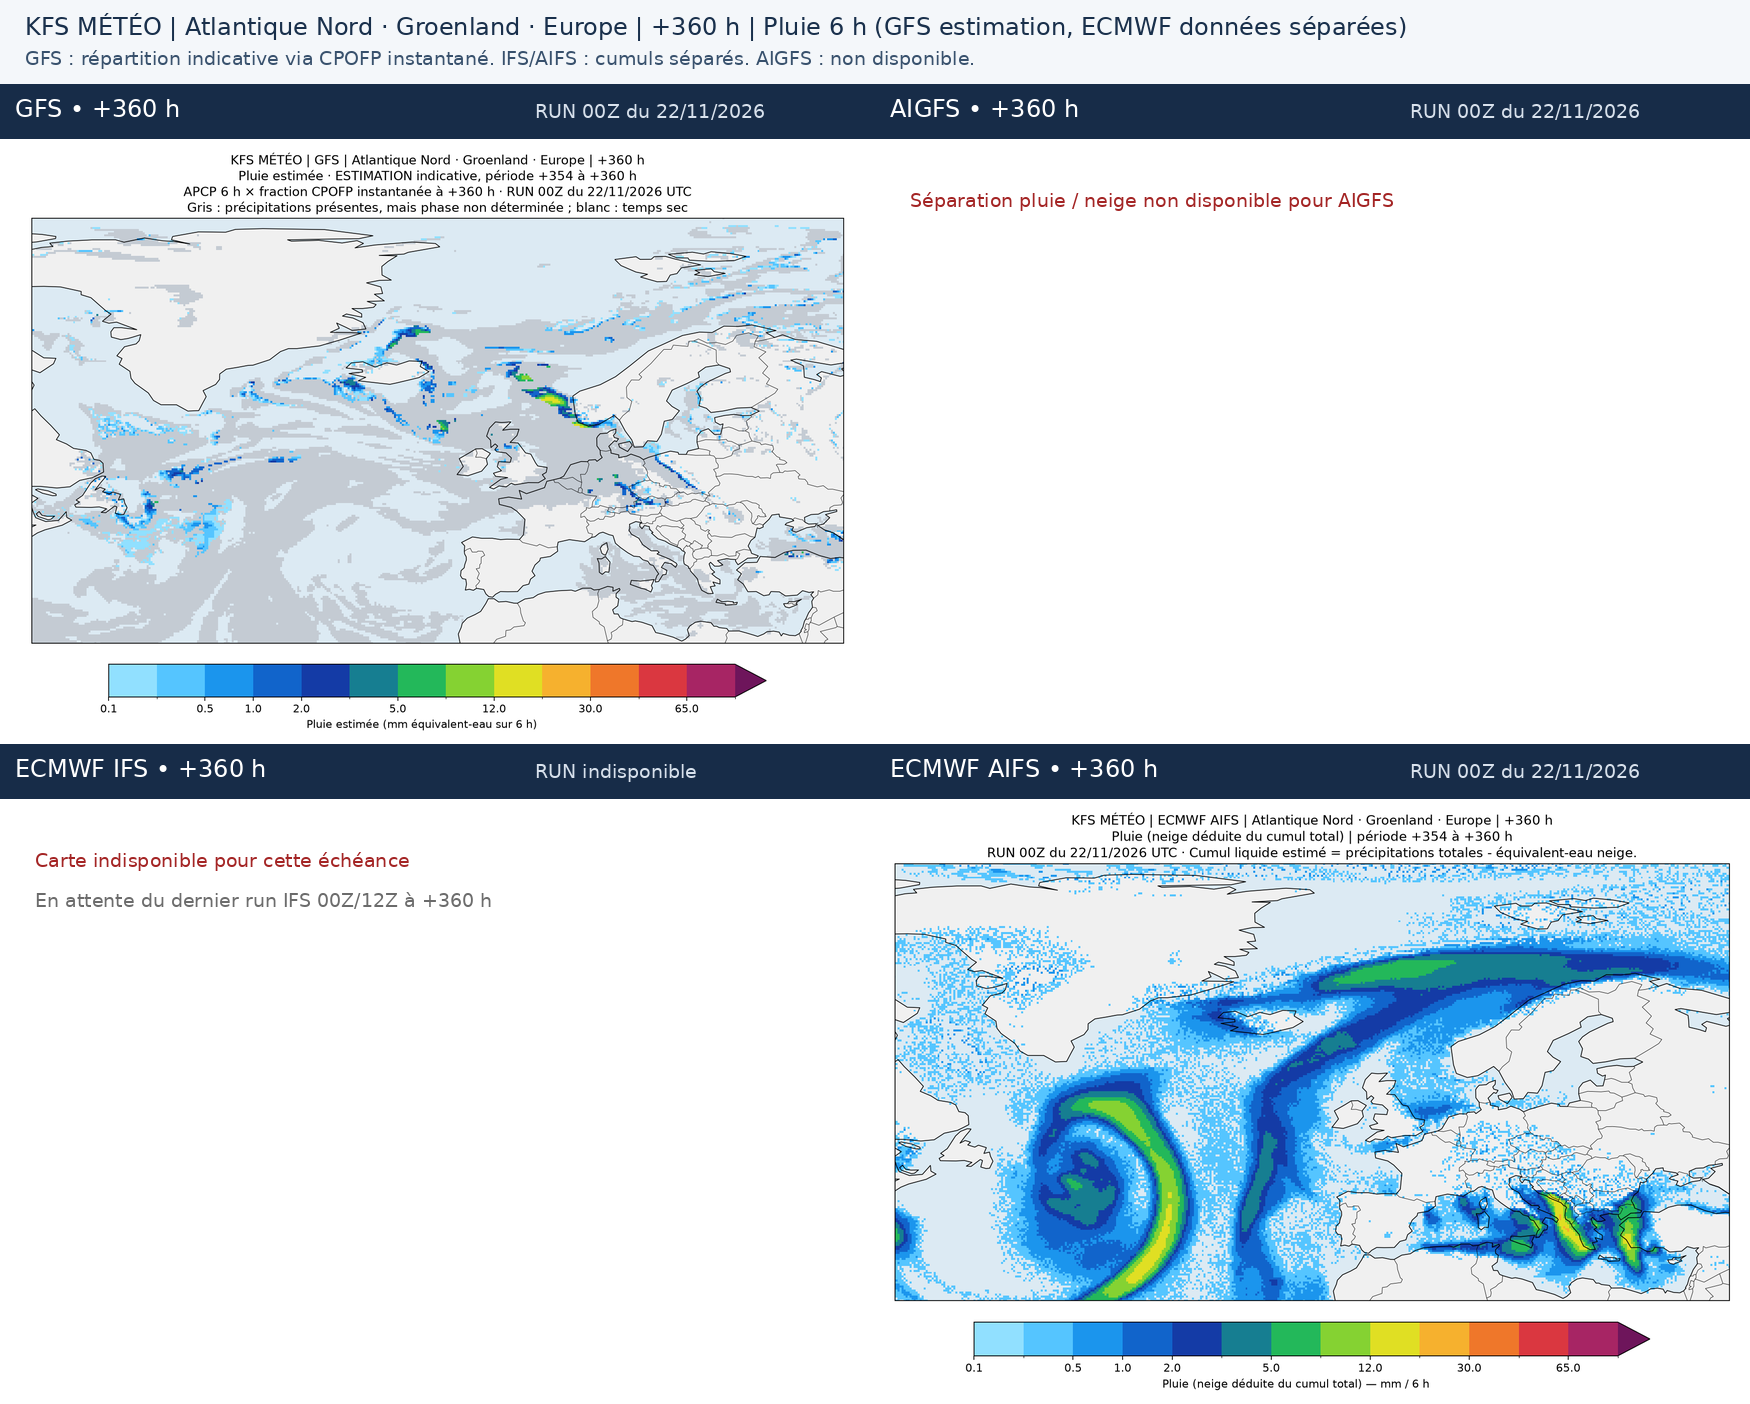 KFS MÉTÉO | Atlantique Nord · Groenland · Europe | +360 h | Pluie 6 h (GFS estimation, ECMWF données séparées)
GFS : répartition indicative via CPOFP instantané. IFS/AIFS : cumuls séparés. AIGFS : non disponible.
GFS • +360 h
RUN 00Z du 22/11/2026
KFS MÉTÉO | GFS | Atlantique Nord · Groenland · Europe | +360 h
Pluie estimée · ESTIMATION indicative, période +354 à +360 h
APCP 6 h × fraction CPOFP instantanée à +360 h · RUN 00Z du 22/11/2026 UTC
Gris : précipitations présentes, mais phase non déterminée ; blanc : temps sec
0.1 0.5 1.0 2.0 5.0 12.0 30.0 65.0
Pluie estimée (mm équivalent-eau sur 6 h)
AIGFS • +360 h
RUN 00Z du 22/11/2026
Séparation pluie / neige non disponible pour AIGFS
ECMWF IFS • +360 h
RUN indisponible
Carte indisponible pour cette échéance
En attente du dernier run IFS 00Z/12Z à +360 h
ECMWF AIFS • +360 h
RUN 00Z du 22/11/2026
KFS MÉTÉO | ECMWF AIFS | Atlantique Nord · Groenland · Europe | +360 h
Pluie (neige déduite du cumul total) | période +354 à +360 h
RUN 00Z du 22/11/2026 UTC · Cumul liquide estimé = précipitations totales - équivalent-eau neige.
0.1 0.5 1.0 2.0 5.0 12.0 30.0 65.0
Pluie (neige déduite du cumul total) — mm / 6 h